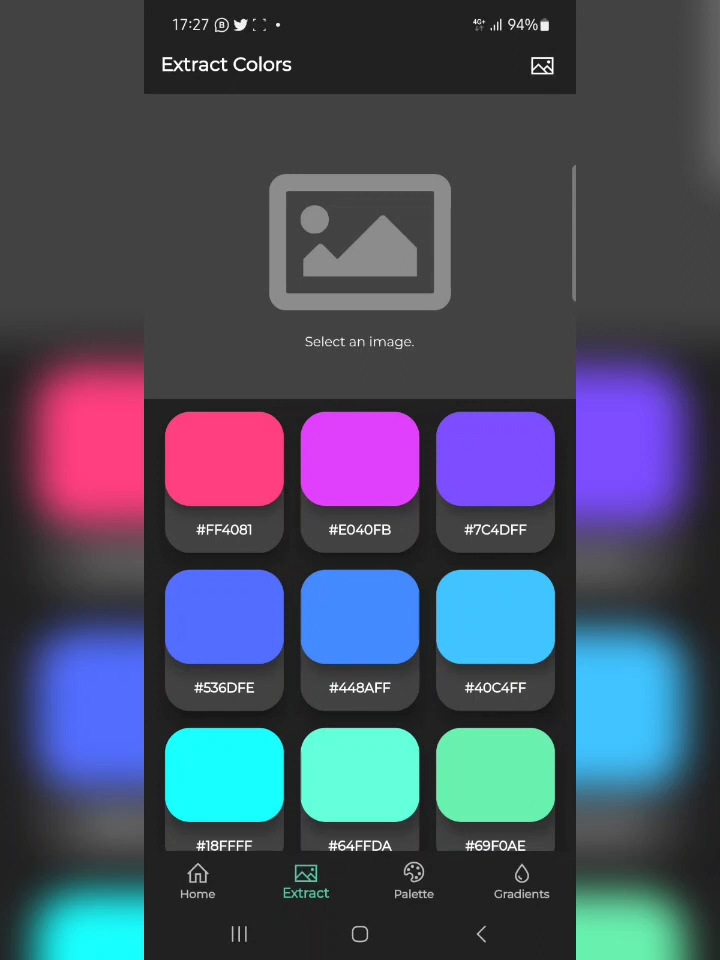 17:27 4G+ 94%
Extract Colors
Select an image.
#FF4081 #E040FB #7C4DFF
#536DFE #448AFF #40C4FF
#18FFFF #64FFDA #69F0AE
Home Extract Palette Gradients